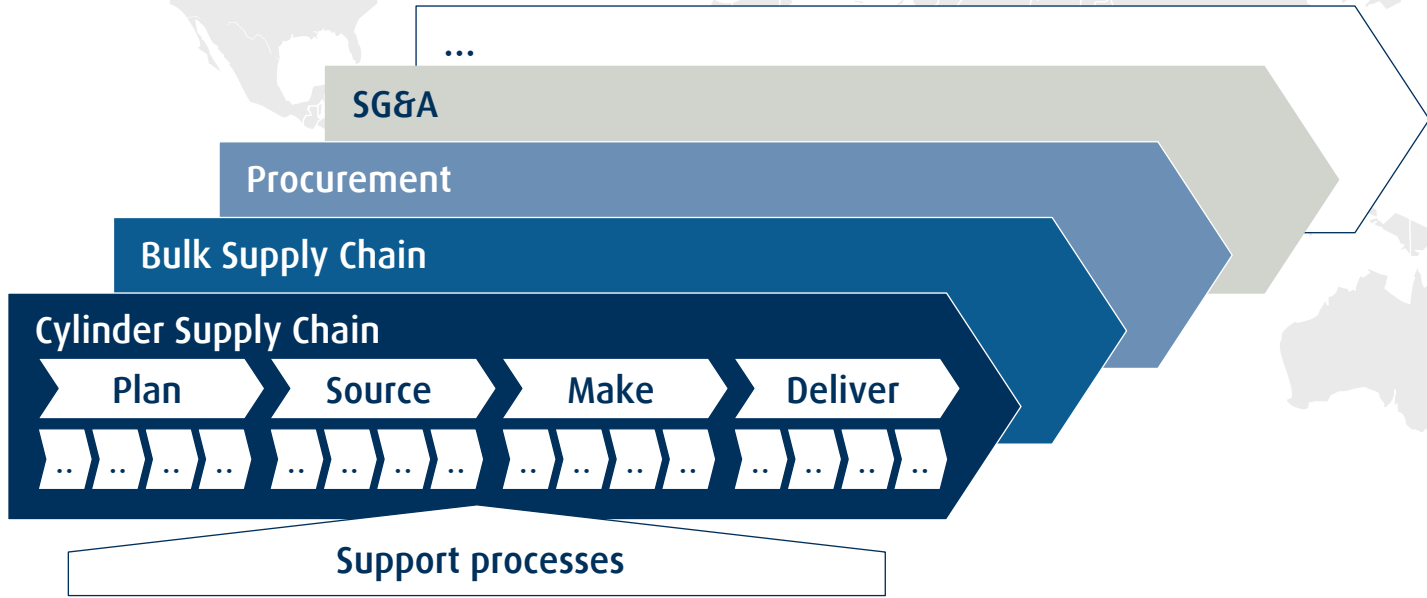 ...
SG&A
Procurement
Bulk Supply Chain
Cylinder Supply Chain
Plan Source Make Deliver
.. .. .. .. .. .. .. .. .. .. .. .. .. .. .. ..
Support processes